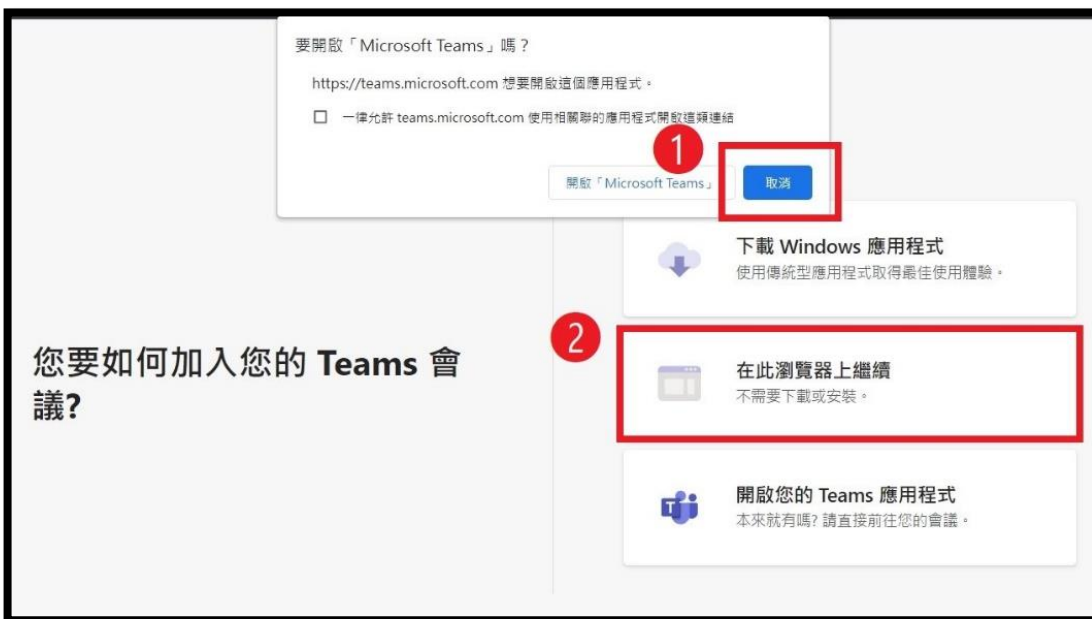 要開啟「Microsoft Teams」嗎？
https://teams.microsoft.com 想要開啟這個應用程式。
一律允許 teams.microsoft.com 使用相關聯的應用程式開啟這類連結
1
開啟「Microsoft Teams」
取消
下載 Windows 應用程式
使用傳統型應用程式取得最佳使用體驗。
2
您要如何加入您的 Teams 會
議?
在此瀏覽器上繼續
不需要下載或安裝。
開啟您的 Teams 應用程式
本來就有嗎? 請直接前往您的會議。